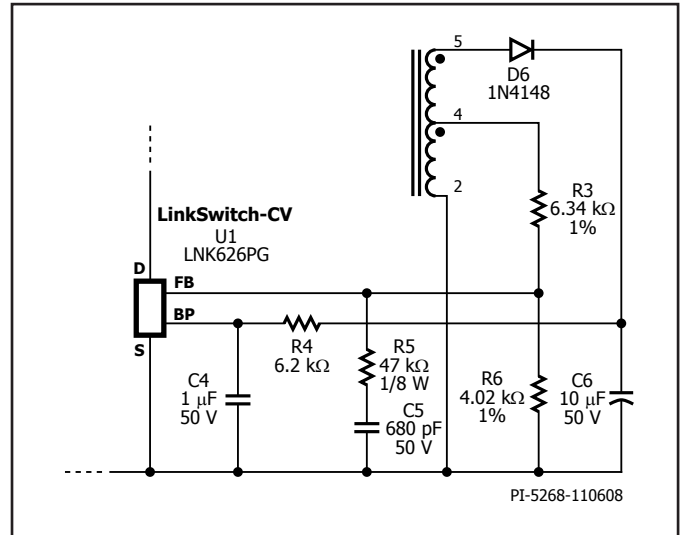 5
D6
1N4148
4
2
R3
6.34 kΩ
1%
LinkSwitch-CV
U1
LNK626PG
D
FB
BP
S
R4
6.2 kΩ
R5
47 kΩ
1/8 W
C4
1 μF
50 V
C5
680 pF
50 V
R6
4.02 kΩ
1%
C6
10 μF
50 V
PI-5268-110608